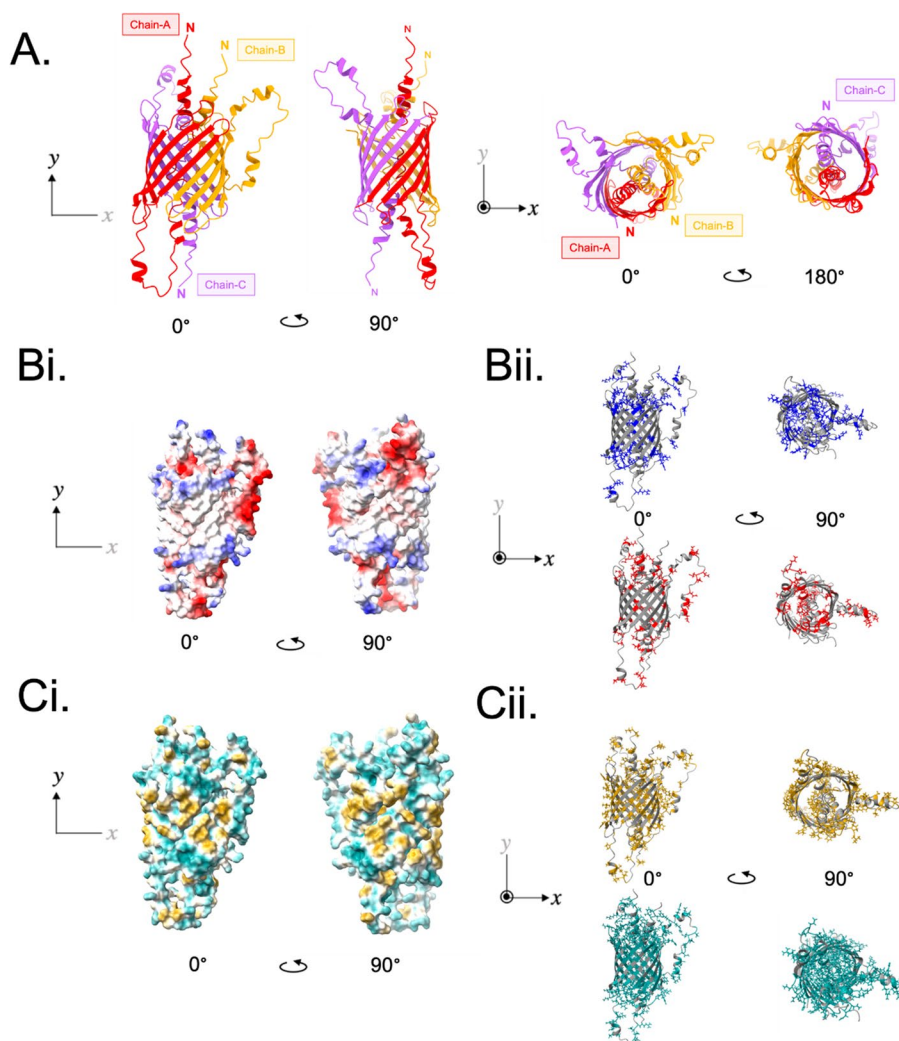 A.
Chain-A
N
N
Chain-B
N
Chain-C
N
N
N
y
x
0°
90°
y
x
Chain-C
N
Chain-A
N
N
Chain-B
0°
180°
Bi.
y
x
0°
90°
Bii.
y
x
0°
90°
Ci.
y
x
0°
90°
Cii.
y
x
0°
90°